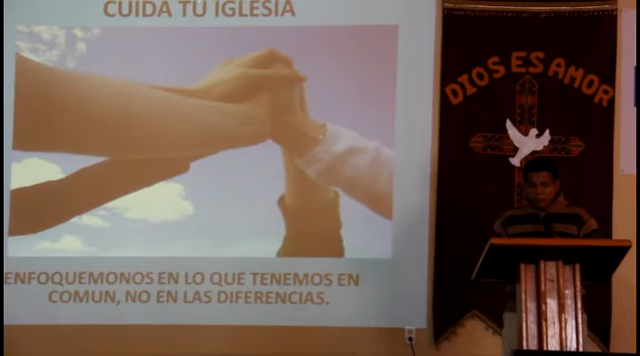 CUIDA TU IGLESIA
ENFOQUEMONOS EN LO QUE TENEMOS EN
COMUN, NO EN LAS DIFERENCIAS.
DIOS ES AMOR